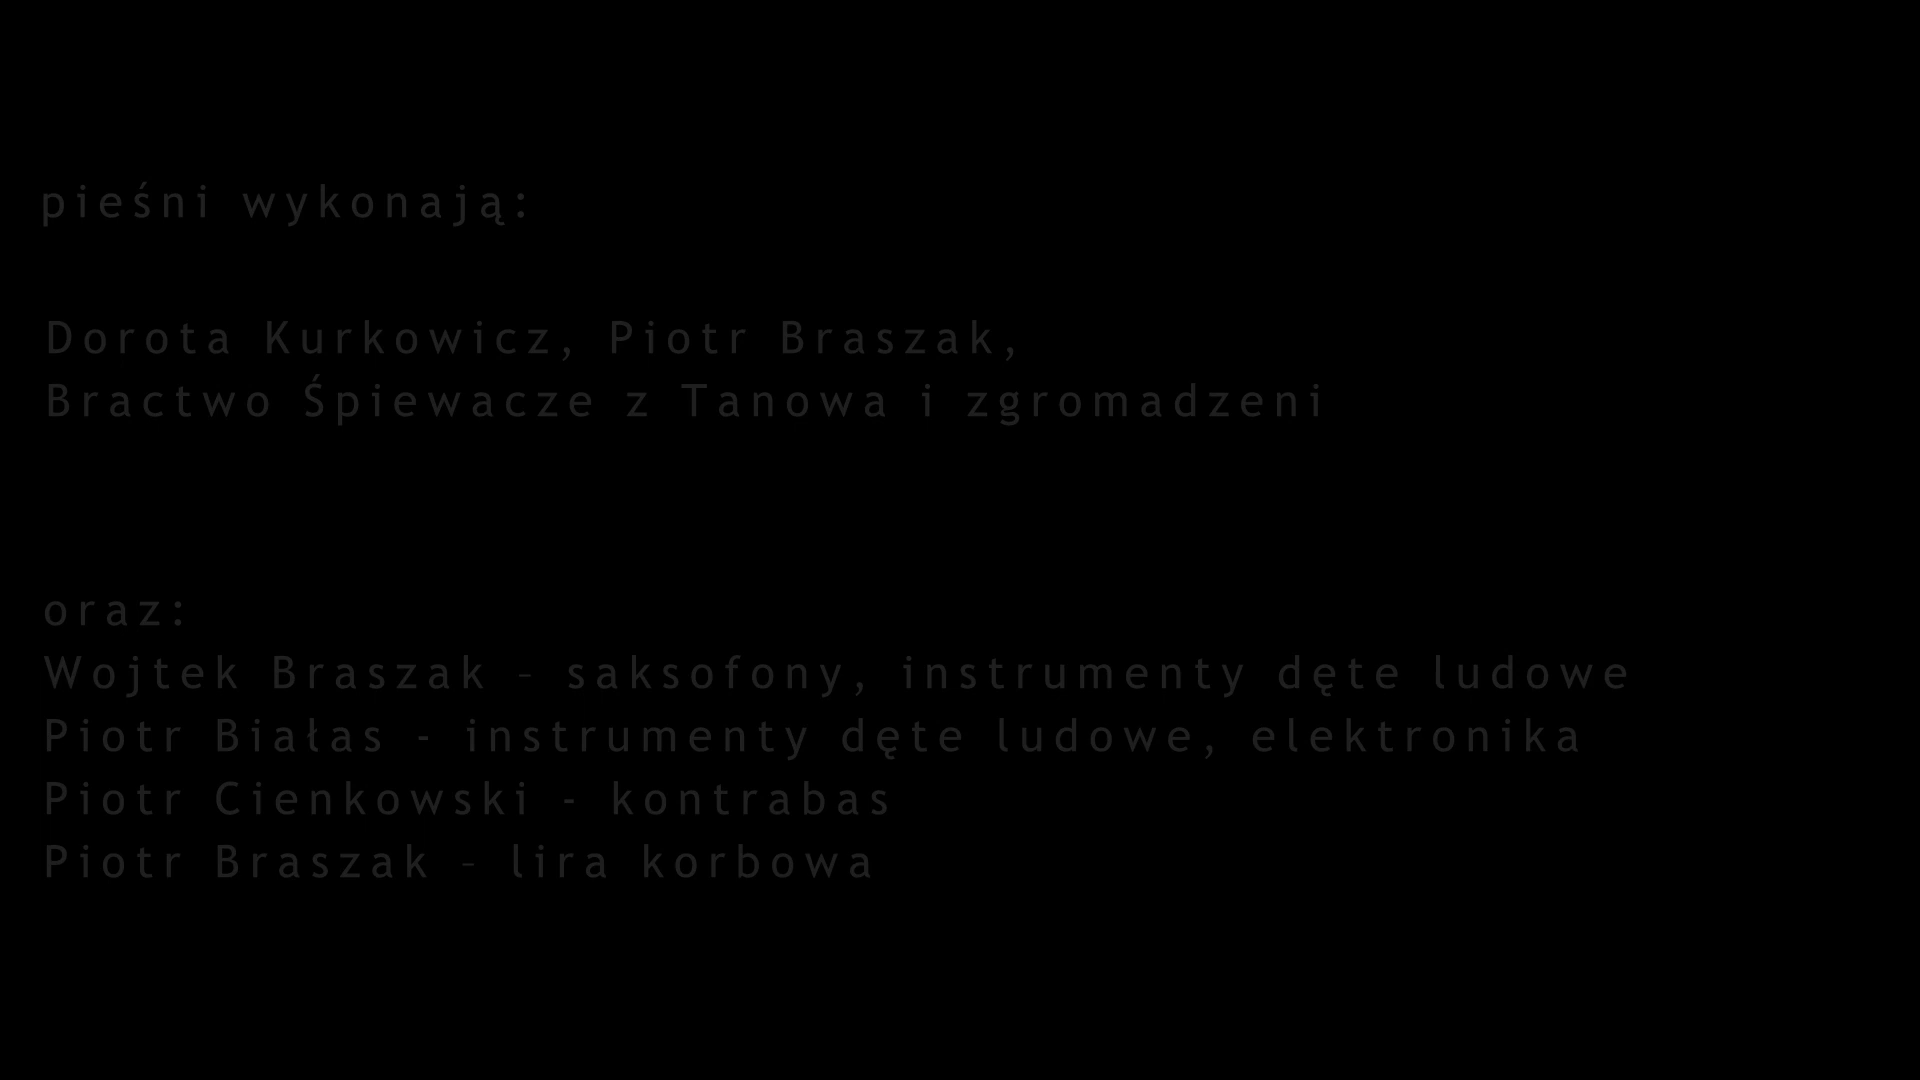 pieśni wykonają:
Dorota Kurkowicz, Piotr Braszak,
Bractwo Śpiewacze z Tanowa i zgromadzeni
oraz:
Wojtek Braszak – saksofony, instrumenty dęte ludowe
Piotr Białas - instrumenty dęte ludowe, elektronika
Piotr Cienkowski - kontrabas
Piotr Braszak – lira korbowa